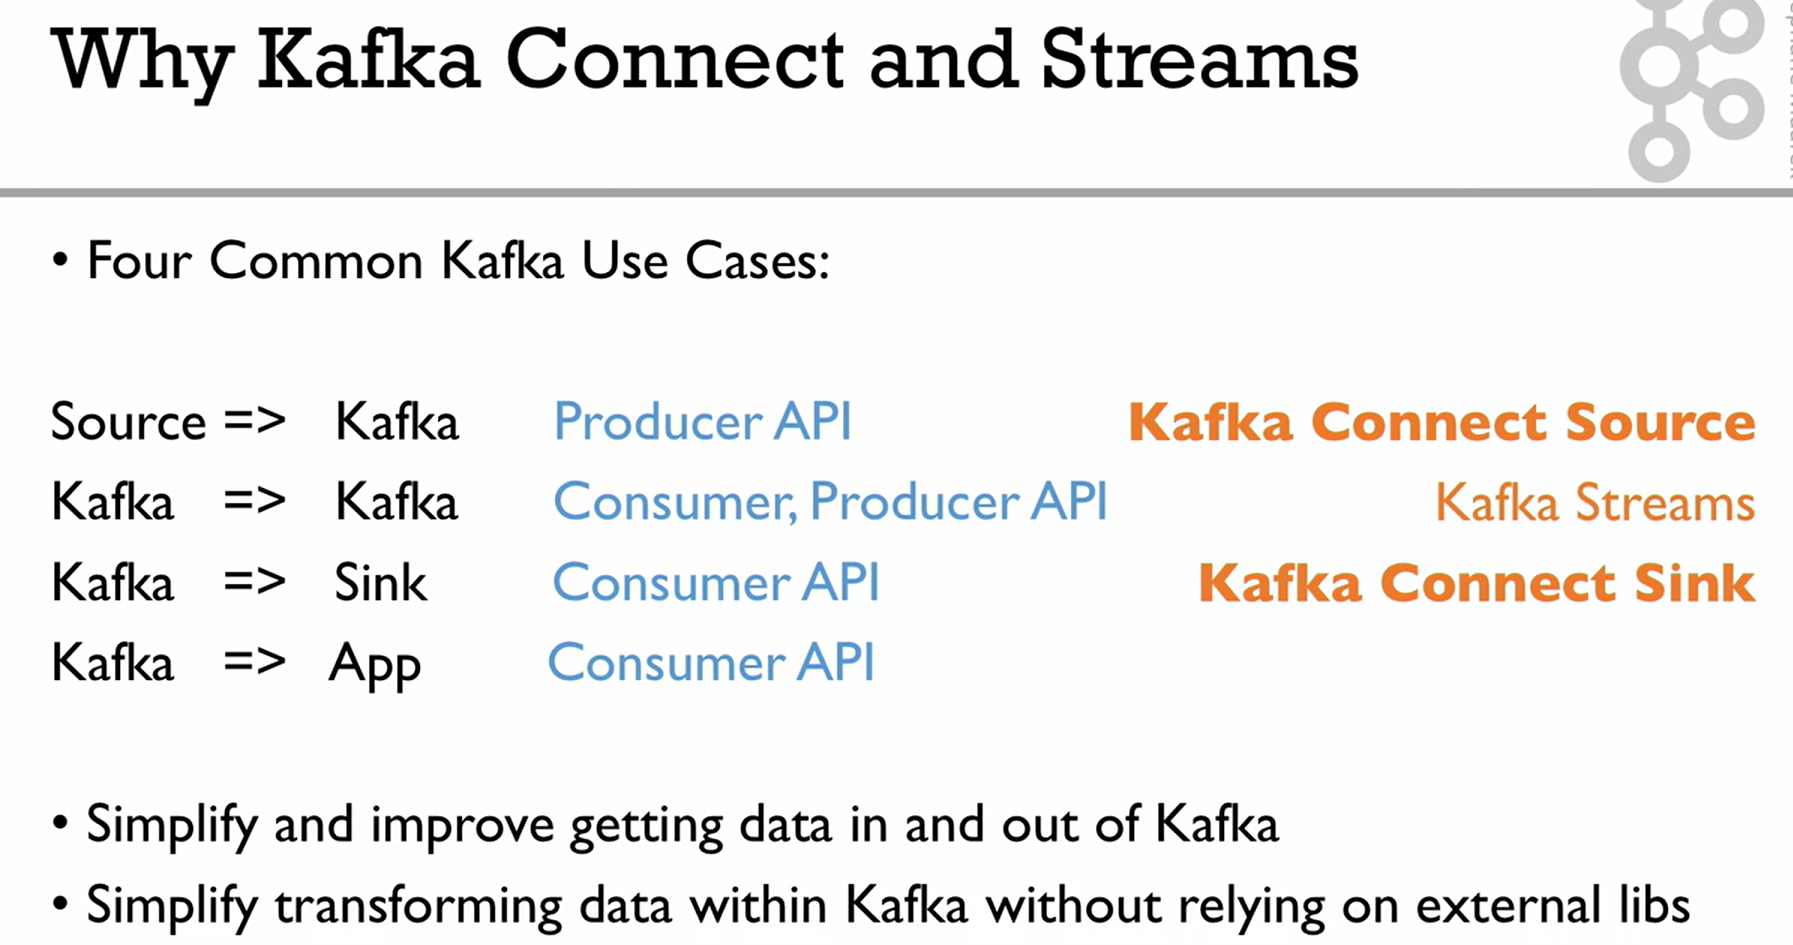 Why Kafka Connect and Streams
• Four Common Kafka Use Cases:
Source => Kafka Producer API Kafka Connect Source
Kafka => Kafka Consumer, Producer API Kafka Streams
Kafka => Sink Consumer API Kafka Connect Sink
Kafka => App Consumer API
• Simplify and improve getting data in and out of Kafka
• Simplify transforming data within Kafka without relying on external libs